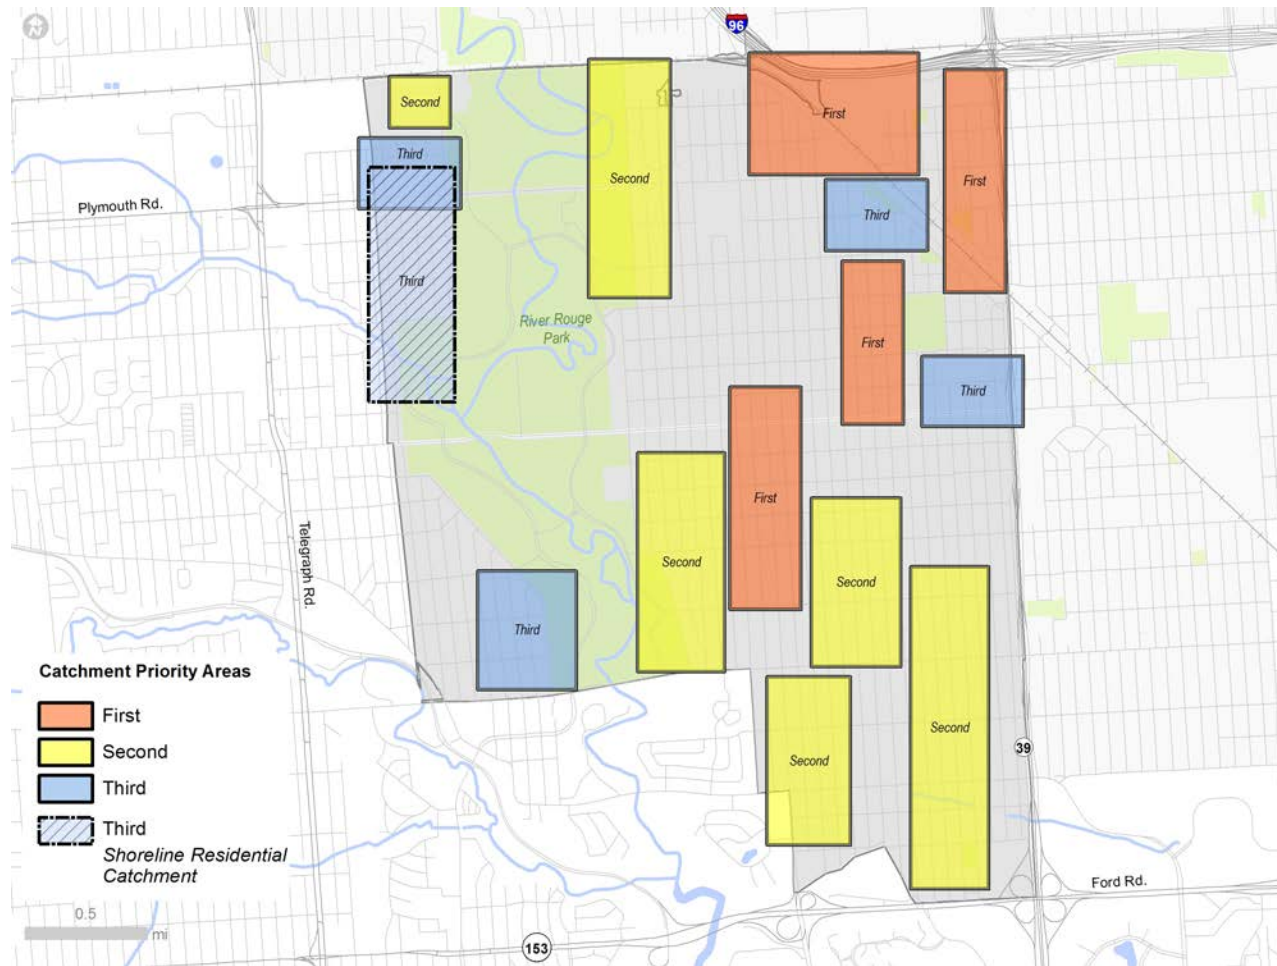 N
96
Second
First
Third
Second
First
Plymouth Rd.
Third
Third
River Rouge
Park
First
Third
First
Second
Second
Telegraph Rd.
Third
Second
Second
39
Catchment Priority Areas
First
Second
Third
Third
Shoreline Residential
Catchment
Ford Rd.
0.5
mi
153